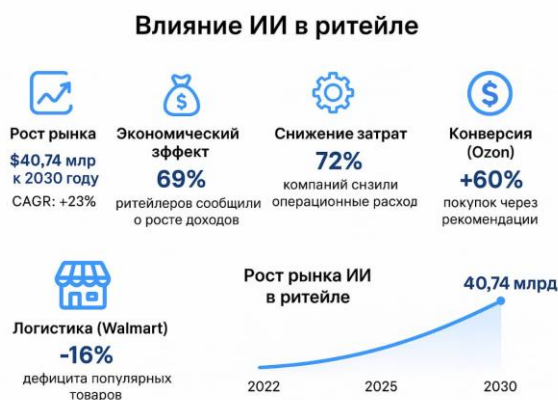 Влияние ИИ в ритейле
Рост рынка
$40,74 млр
к 2030 году
CAGR: +23%
Экономический
зффект
69%
ритейлеров сообщили
о росте доходов
Снижение затрат
72%
компаний снзили
операционные расход
Конверсия
(Ozon)
+60%
покупок через
рекомендации
Логистика (Walmart)
-16%
дефицита популярных
товаров
Рост рынка ИИ
в ритейле
40,74 млрд
2022
2025
2030